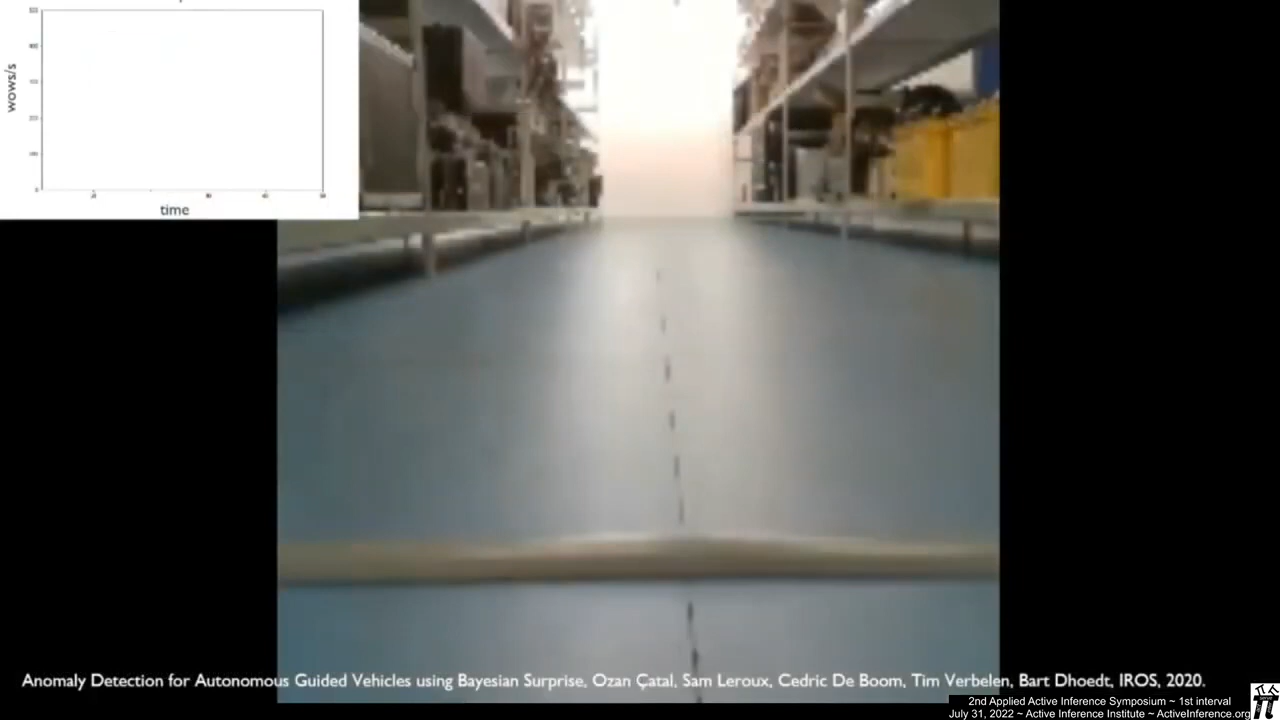 wows/s
time
Anomaly Detection for Autonomous Guided Vehicles using Bayesian Surprise, Ozan Çatal, Sam Leroux, Cedric De Boom, Tim Verbelen, Bart Dhoedt, IROS, 2020.
2nd Applied Active Inference Symposium ~ 1st interval
July 31, 2022 ~ Active Inference Institute ~ ActiveInference.org